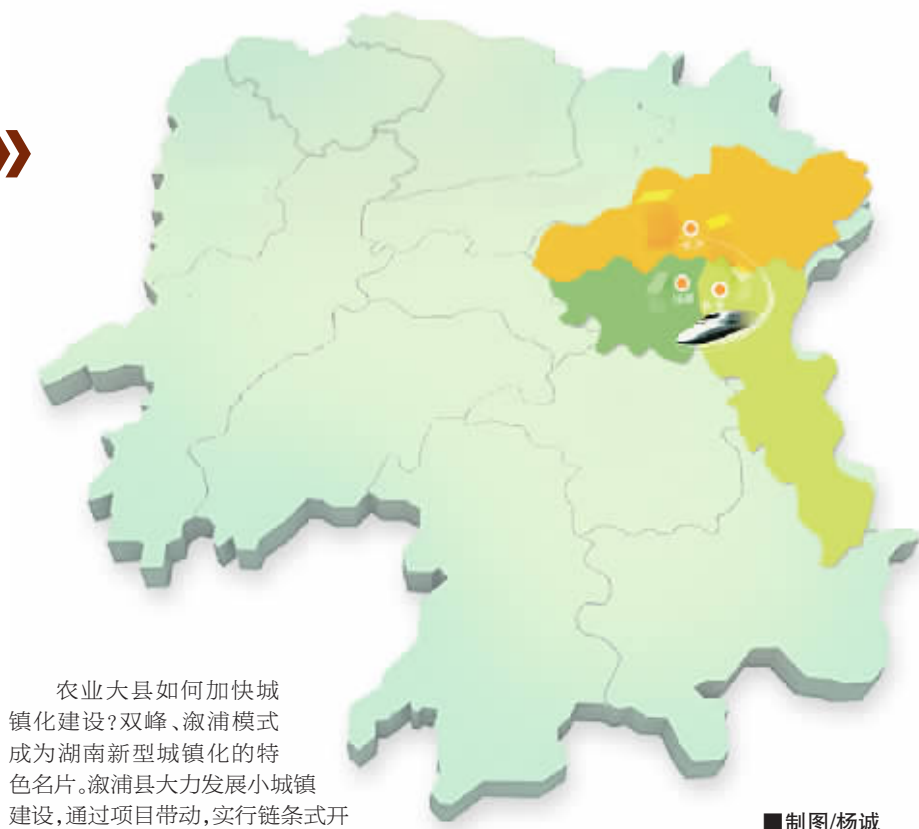 农业大县如何加快城
镇化建设?双峰、溆浦模式
成为湖南新型城镇化的特
色名片。溆浦县大力发展小城镇
建设,通过项目带动,实行链条式开
■制图/杨诚